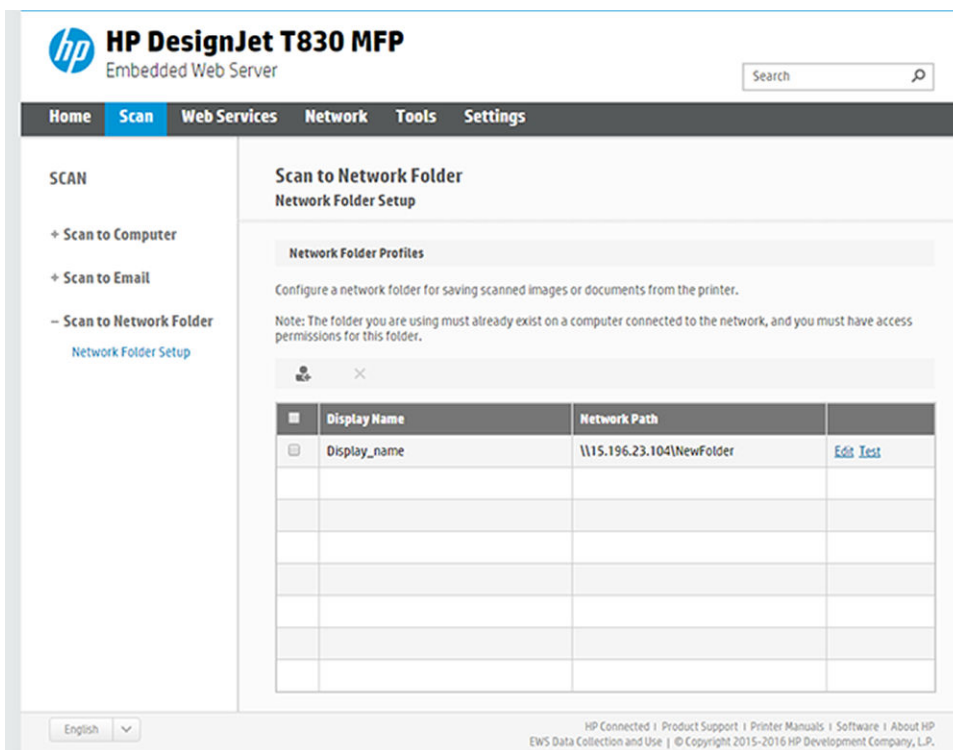 hp
HP DesignJet T830 MFP
Embedded Web Server
Search
Home Scan Web Services Network Tools Settings
SCAN
+ Scan to Computer
+ Scan to Email
– Scan to Network Folder
Network Folder Setup
Scan to Network Folder
Network Folder Setup
Network Folder Profiles
Configure a network folder for saving scanned images or documents from the printer.
Note: The folder you are using must already exist on a computer connected to the network, and you must have access
permissions for this folder.
Display Name Network Path
Display_name \\15.196.23.104\NewFolder Edit Test
English
HP Connected | Product Support | Printer Manuals | Software | About HP
EWS Data Collection and Use | © Copyright 2015-2016 HP Development Company, L.P.